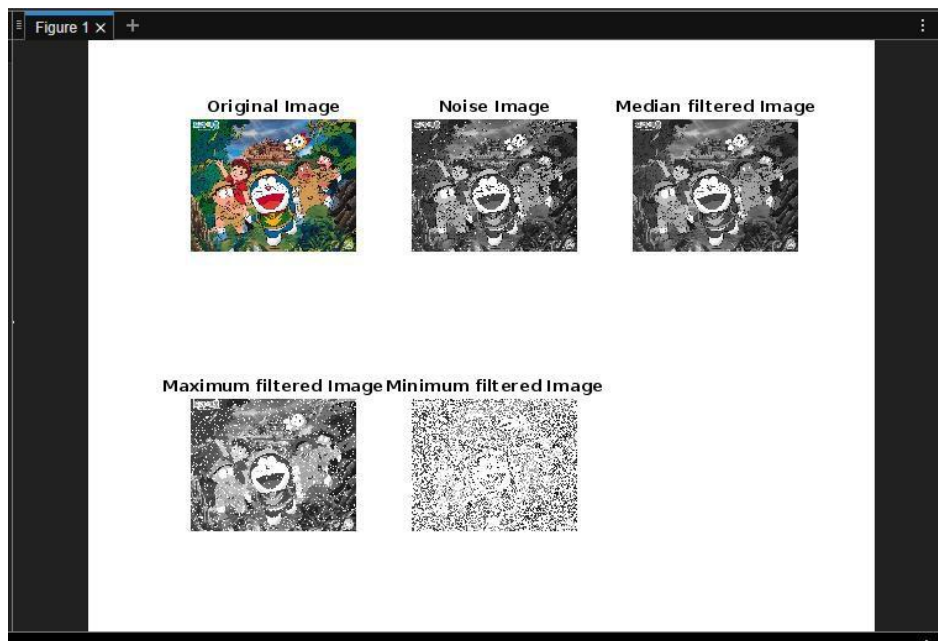 Figure 1 × +
Original Image
Noise Image
Median filtered Image
Maximum filtered Image
Minimum filtered Image